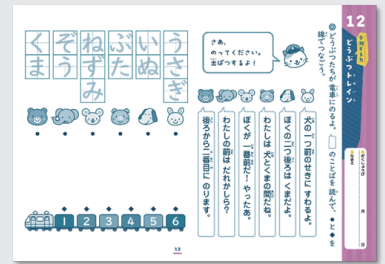 12
どうぶつトレイン
月 日
◎どうぶつたちが 電車にのるよ。 のことばを読んで、●と◆を
線でつなごう。
さあ、
のってください。
出ぱつするよ！
犬の一つ前のせきに すわるよ。
ぼくの二つ後ろは くまだよ。
わたしは 犬とくまの間だね。
ぼくが 一番前だ！やったあ。
わたしの前は だれかしら？
後ろから二番目に のります。
うさぎ
いぬ
ぶた
ねずみ
ぞう
くま
1 2 3 4 5 6
12